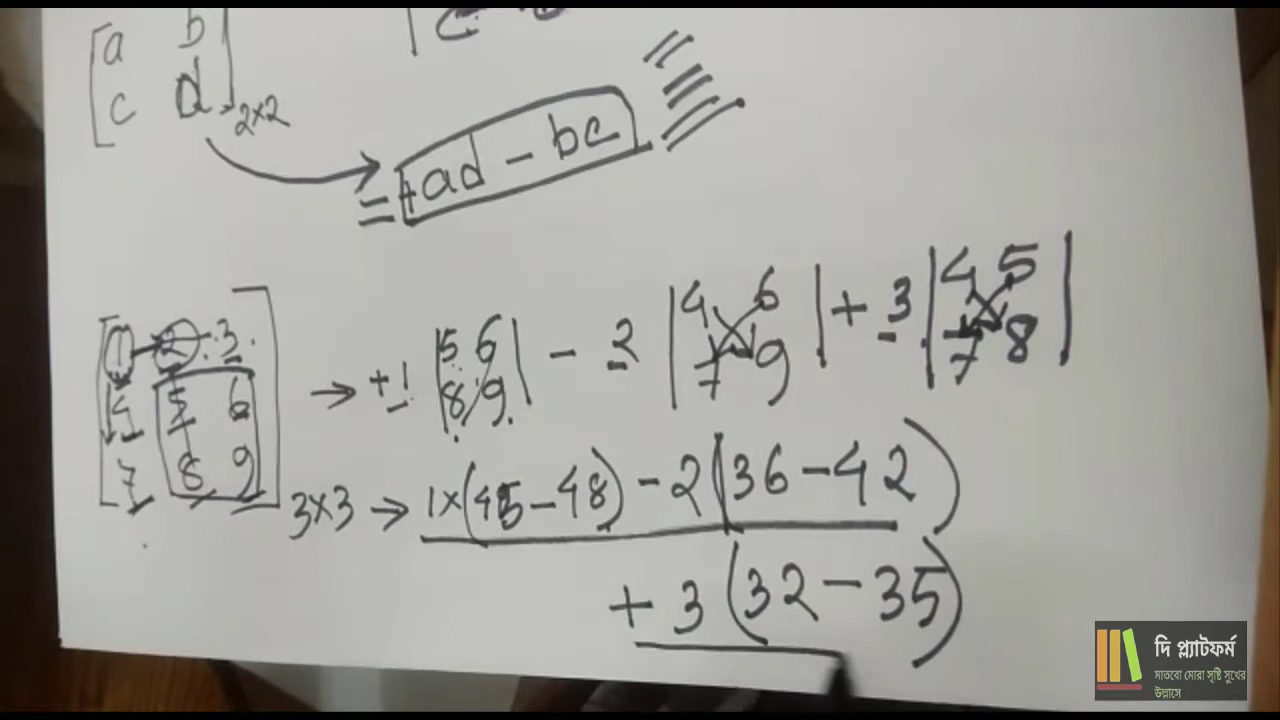 a b
c d 2×2
= +ad - bc
1 2 3
4 5 6
7 8 9
3×3
→ +1 |5 6| - 2 |4 6| + 3 |4 5|
|8 9| |7 9| |7 8|
→ 1×(45-48) - 2(36-42)
+ 3(32-35)
দি প্ল্যাটফর্ম
মাতবো মোরা সৃষ্টি সুখের
উল্লাসে